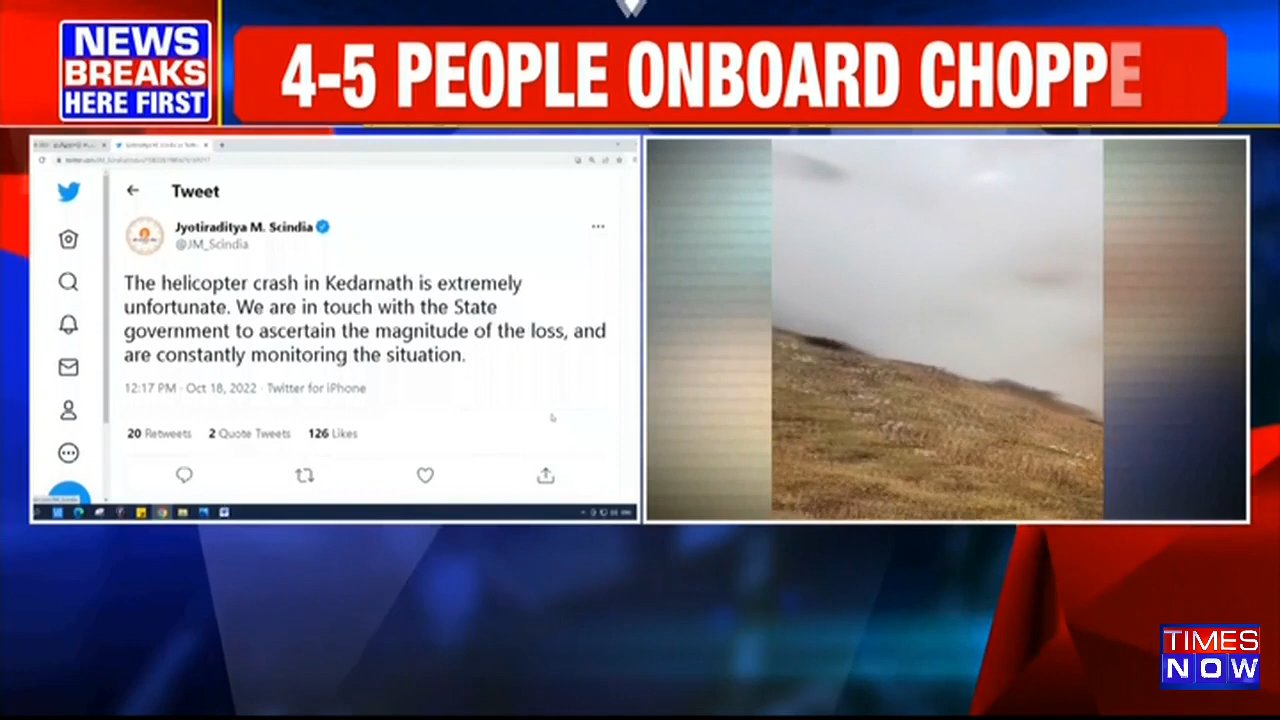 NEWS
BREAKS
HERE FIRST
4-5 PEOPLE ONBOARD CHOPPE
Tweet
Jyotiraditya M. Scindia
@JM_Scindia
The helicopter crash in Kedarnath is extremely
unfortunate. We are in touch with the State
government to ascertain the magnitude of the loss, and
are constantly monitoring the situation.
12:17 PM · Oct 18, 2022 · Twitter for iPhone
20 Retweets 2 Quote Tweets 126 Likes
TIMES
NOW